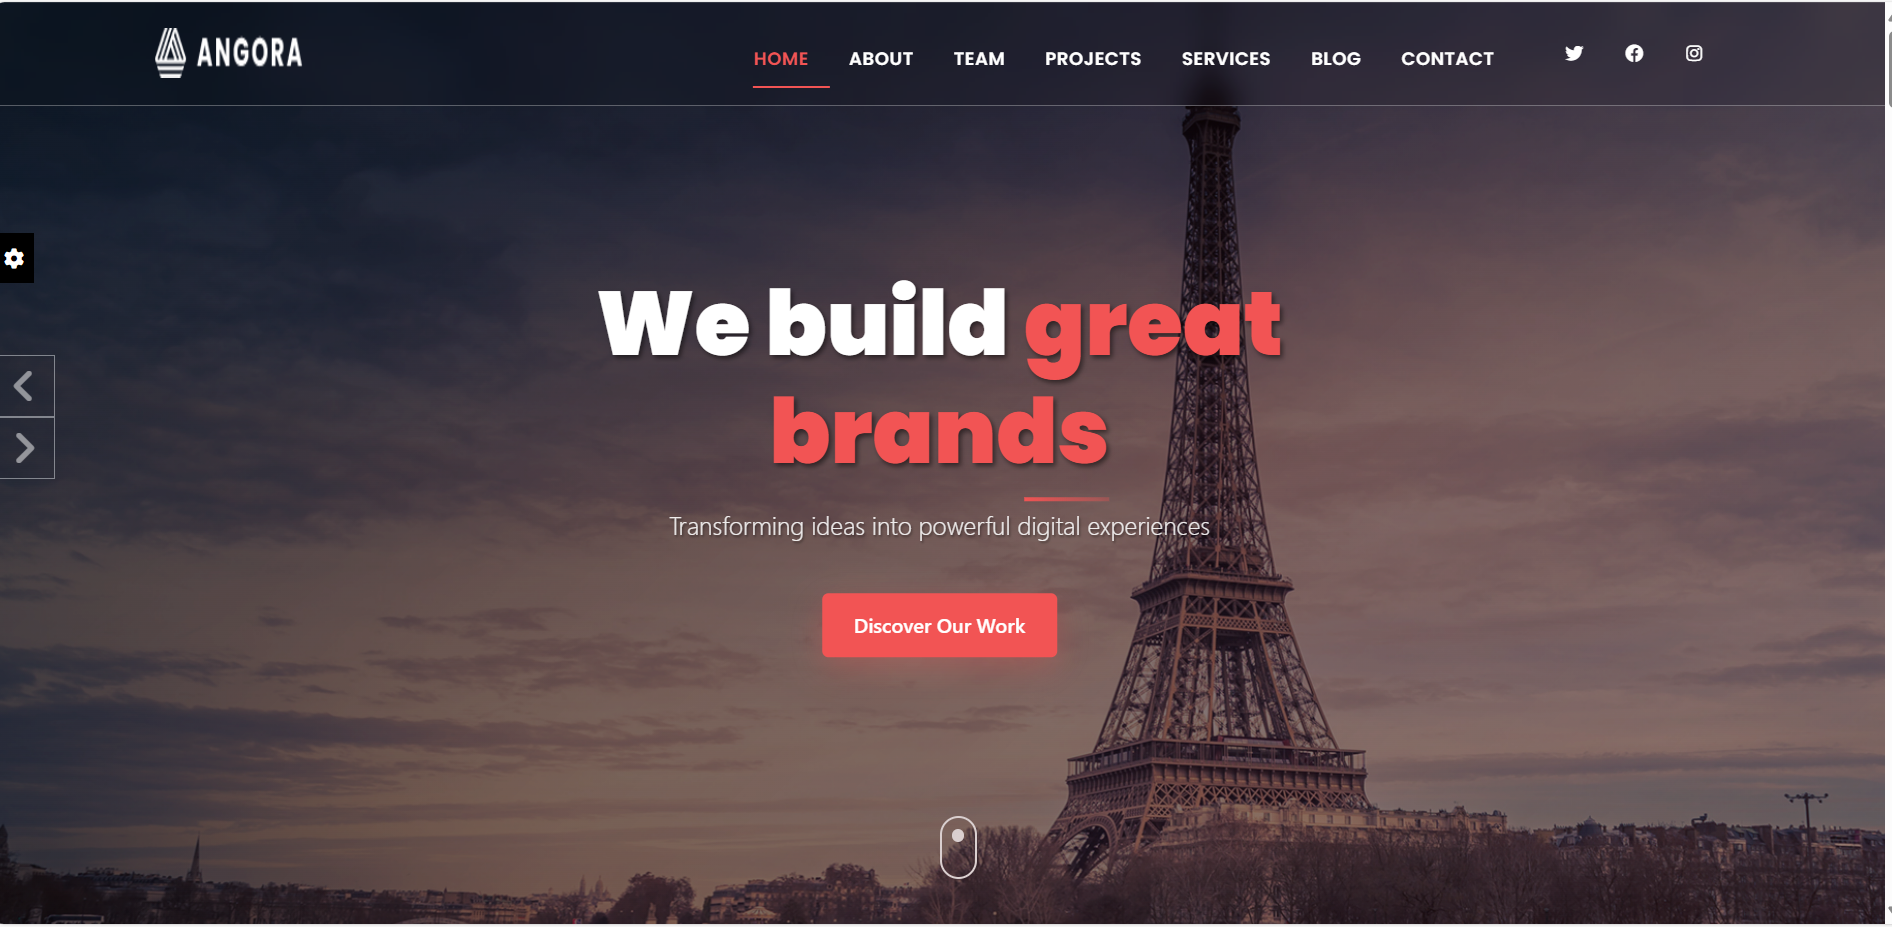 ANGORA
HOME ABOUT TEAM PROJECTS SERVICES BLOG CONTACT
We build great
brands
Transforming ideas into powerful digital experiences
Discover Our Work